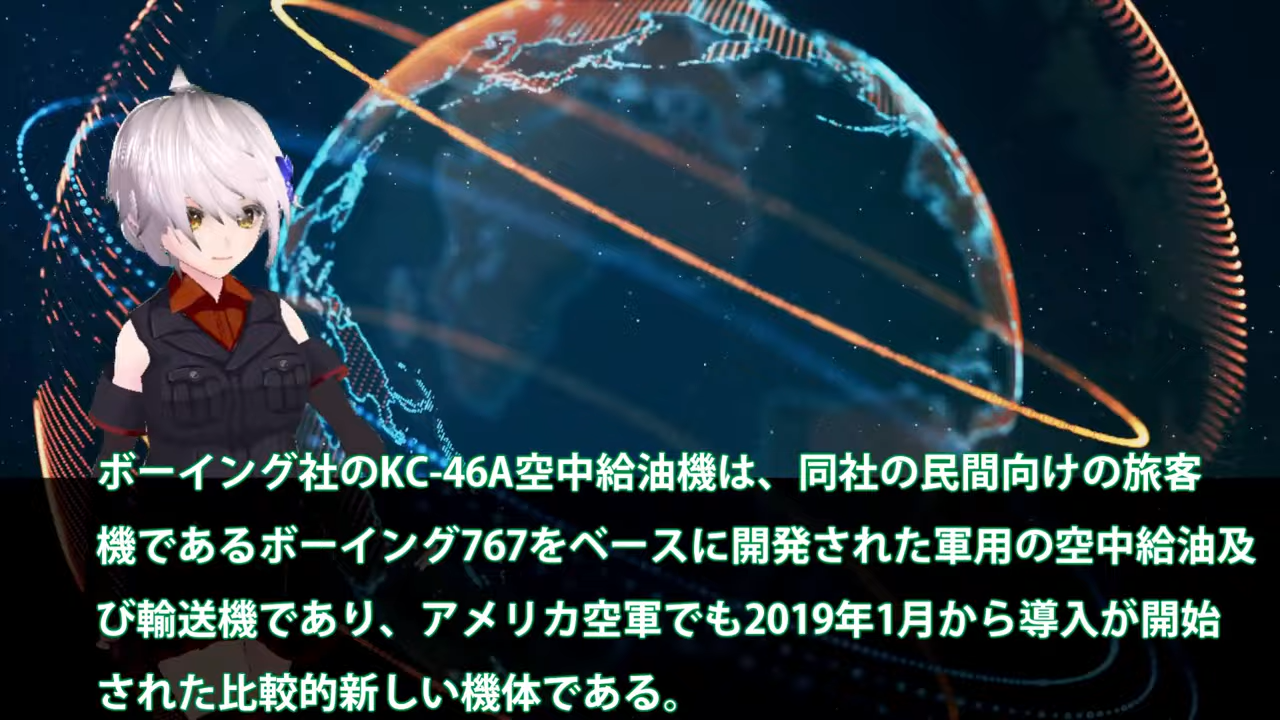 ボーイング社のKC-46A空中給油機は、同社の民間向けの旅客
機であるボーイング767をベースに開発された軍用の空中給油及
び輸送機であり、アメリカ空軍でも2019年1月から導入が開始
された比較的新しい機体である。